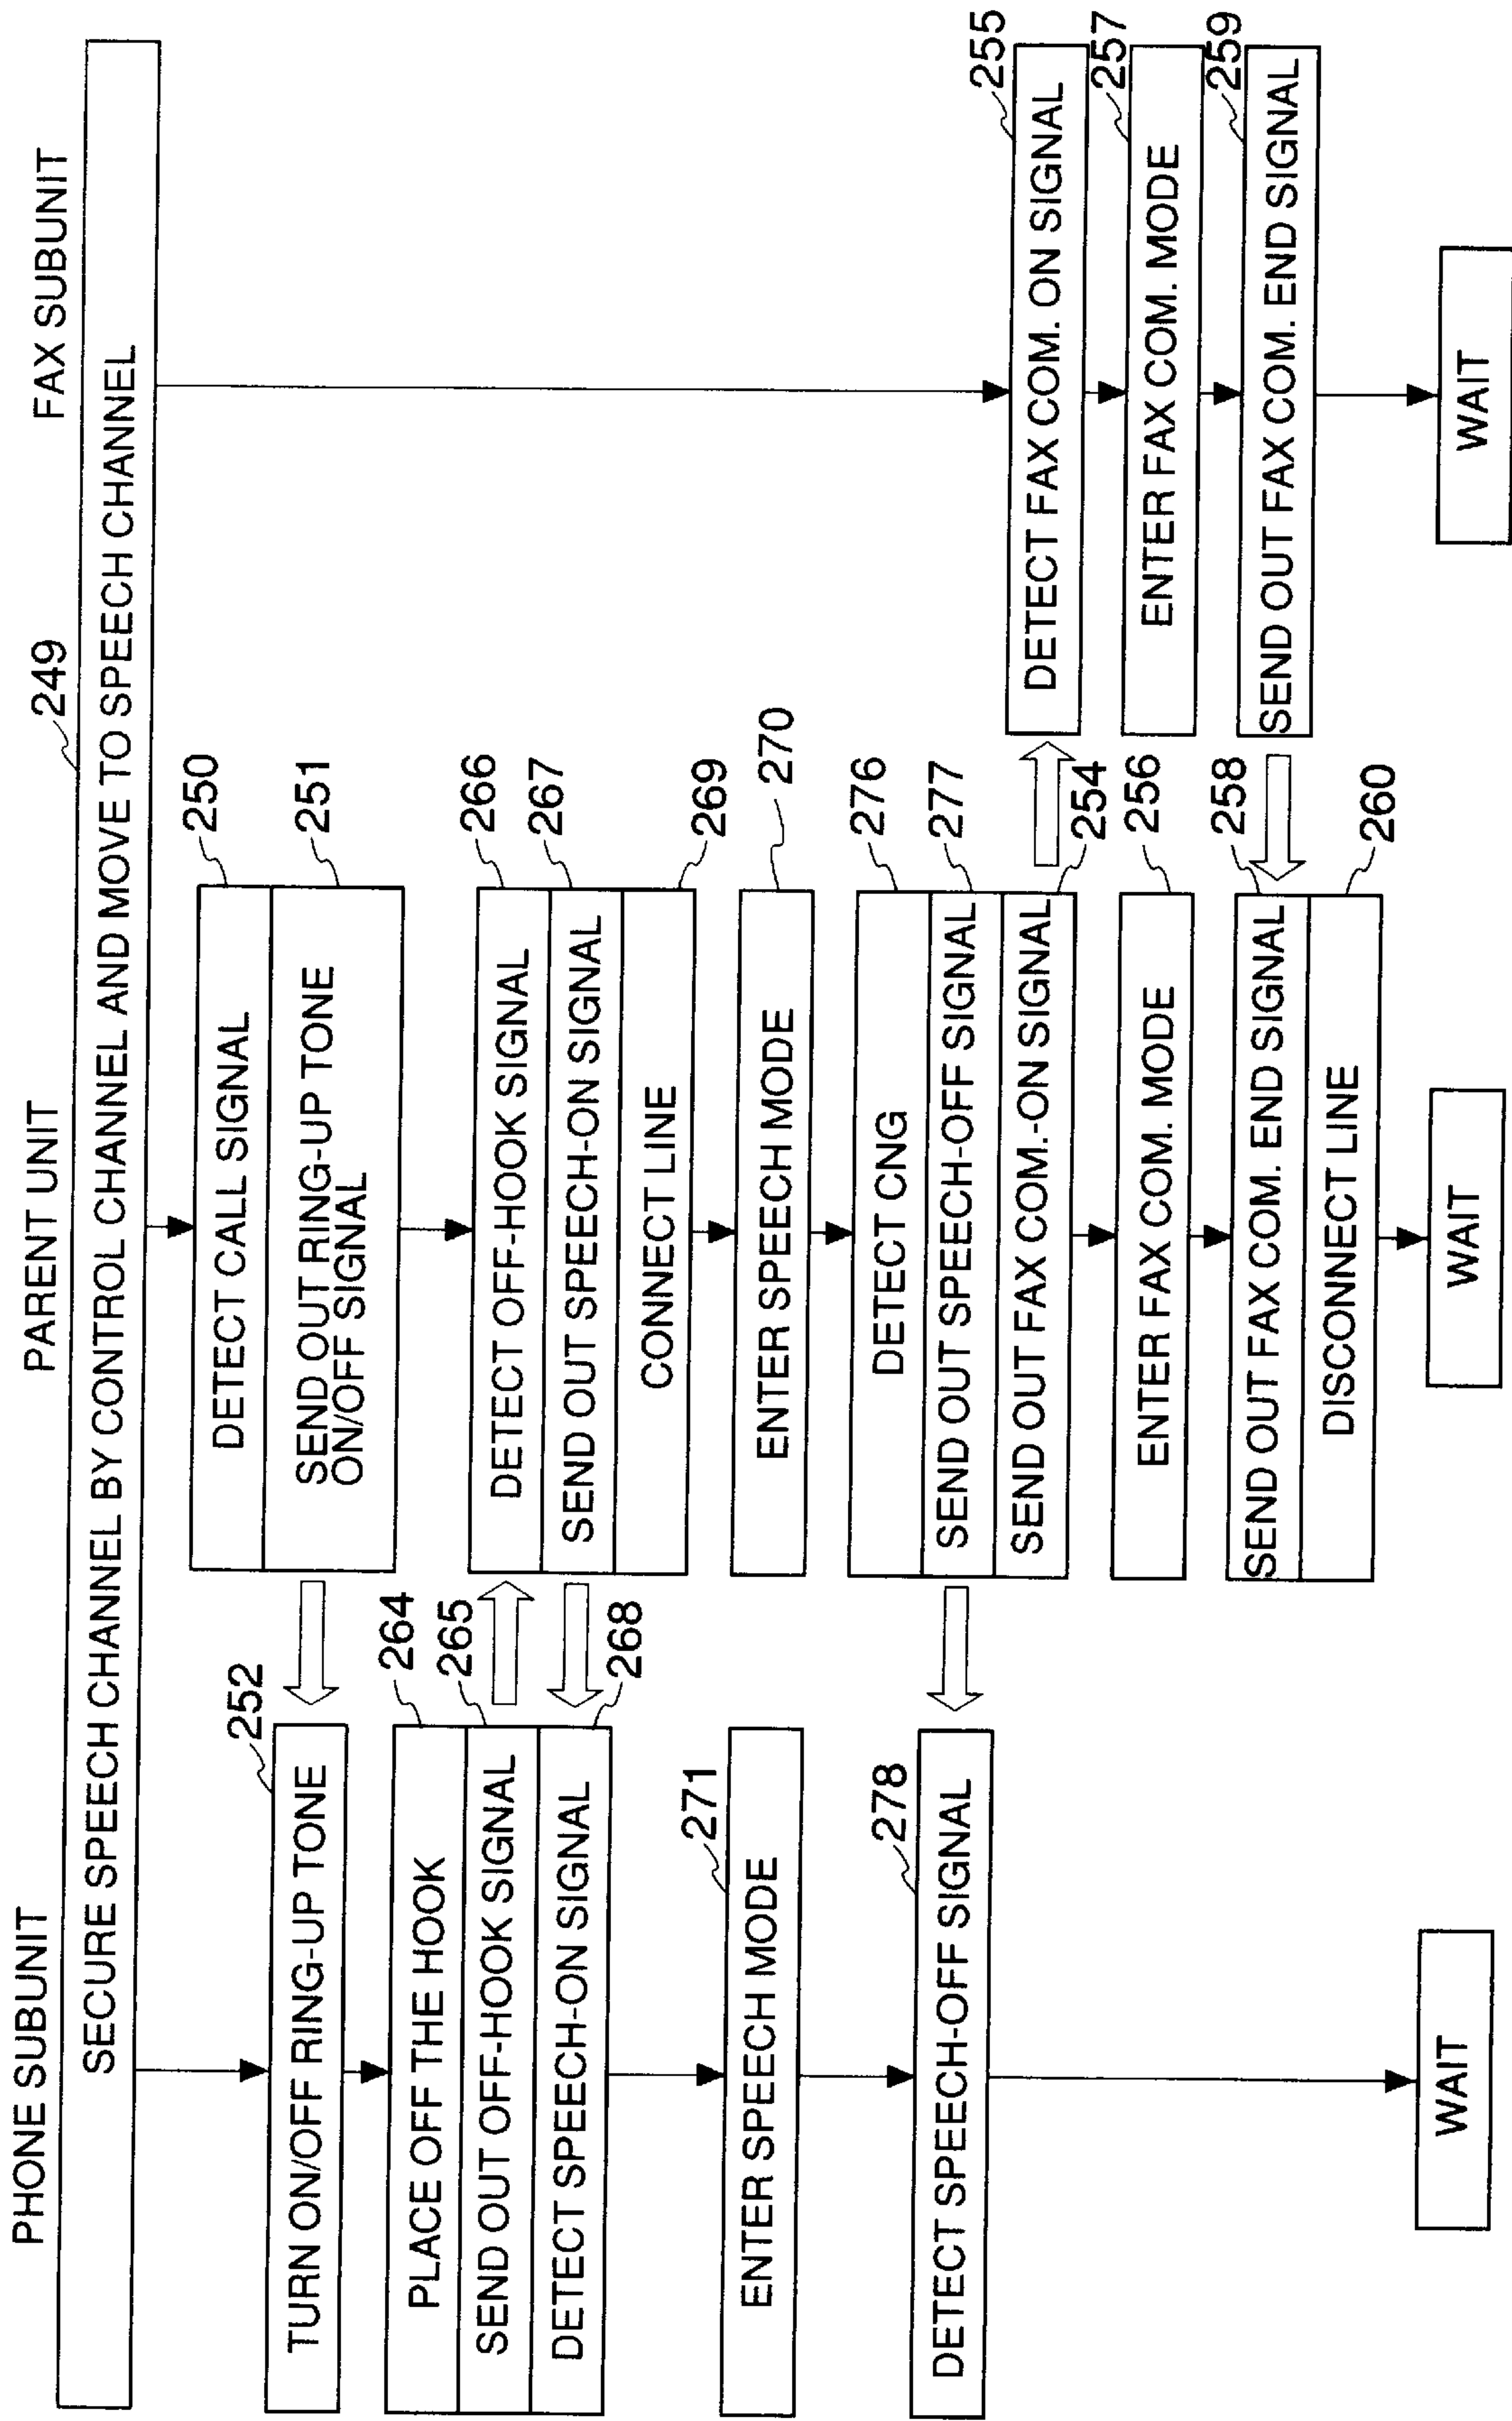 PHONE SUBUNIT
PARENT UNIT
FAX SUBUNIT
249
SECURE SPEECH CHANNEL BY CONTROL CHANNEL AND MOVE TO SPEECH CHANNEL
250
DETECT CALL SIGNAL
251
SEND OUT RING-UP TONE
ON/OFF SIGNAL
252
TURN ON/OFF RING-UP TONE
264
PLACE OFF THE HOOK
265
SEND OUT OFF-HOOK SIGNAL
268
DETECT SPEECH-ON SIGNAL
266
DETECT OFF-HOOK SIGNAL
267
SEND OUT SPEECH-ON SIGNAL
269
CONNECT LINE
271
ENTER SPEECH MODE
270
ENTER SPEECH MODE
276
DETECT CNG
277
SEND OUT SPEECH-OFF SIGNAL
254
SEND OUT FAX COM.-ON SIGNAL
278
DETECT SPEECH-OFF SIGNAL
255
DETECT FAX COM. ON SIGNAL
256
ENTER FAX COM. MODE
257
ENTER FAX COM. MODE
258
SEND OUT FAX COM. END SIGNAL
259
SEND OUT FAX COM. END SIGNAL
260
DISCONNECT LINE
WAIT
WAIT
WAIT